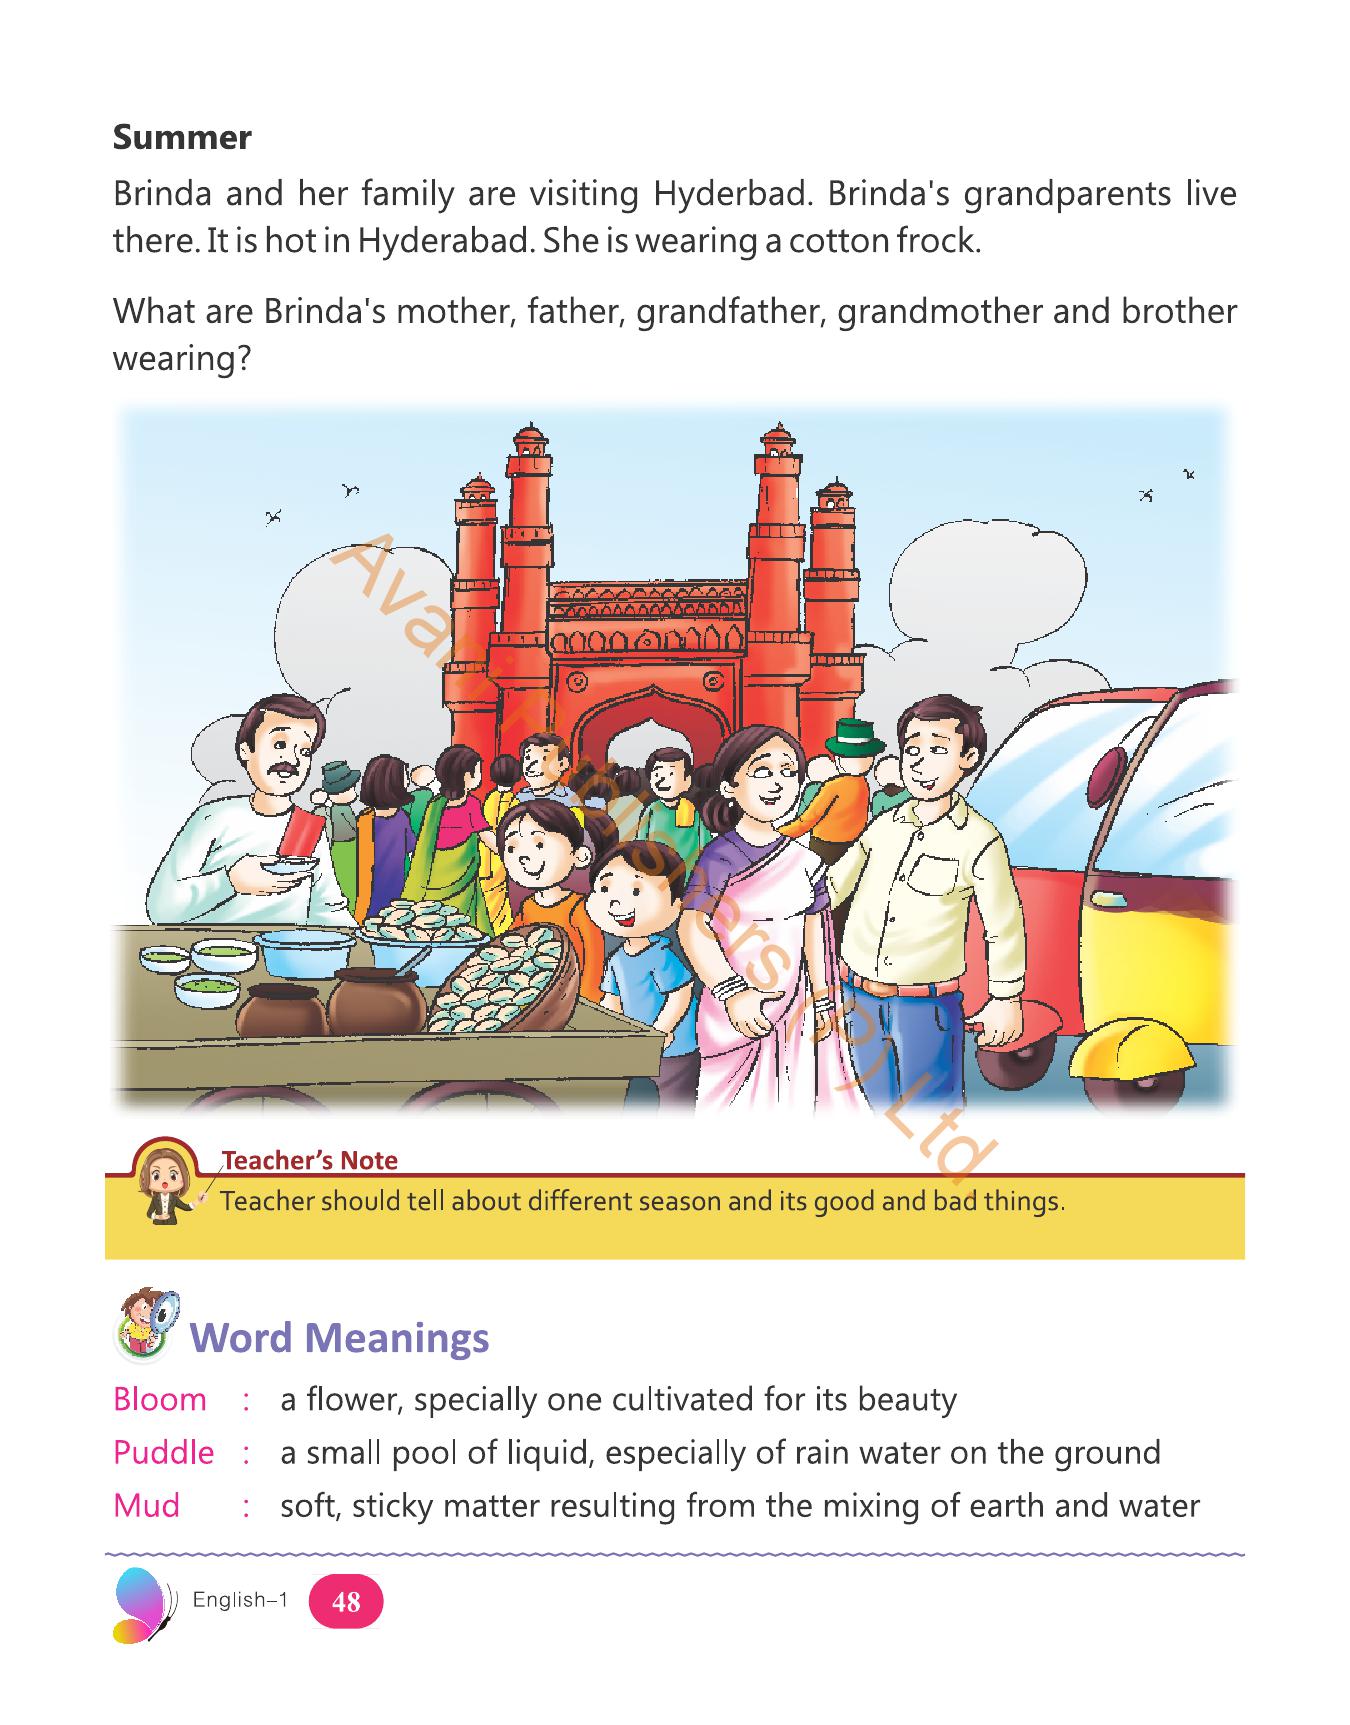 Summer
Brinda and her family are visiting Hyderbad. Brinda's grandparents live
there. It is hot in Hyderabad. She is wearing a cotton frock.
What are Brinda's mother, father, grandfather, grandmother and brother
wearing?
Avani Publishers (P) Ltd.
Teacher's Note
Teacher should tell about different season and its good and bad things.
Word Meanings
Bloom : a flower, specially one cultivated for its beauty
Puddle : a small pool of liquid, especially of rain water on the ground
Mud : soft, sticky matter resulting from the mixing of earth and water
English–1 48